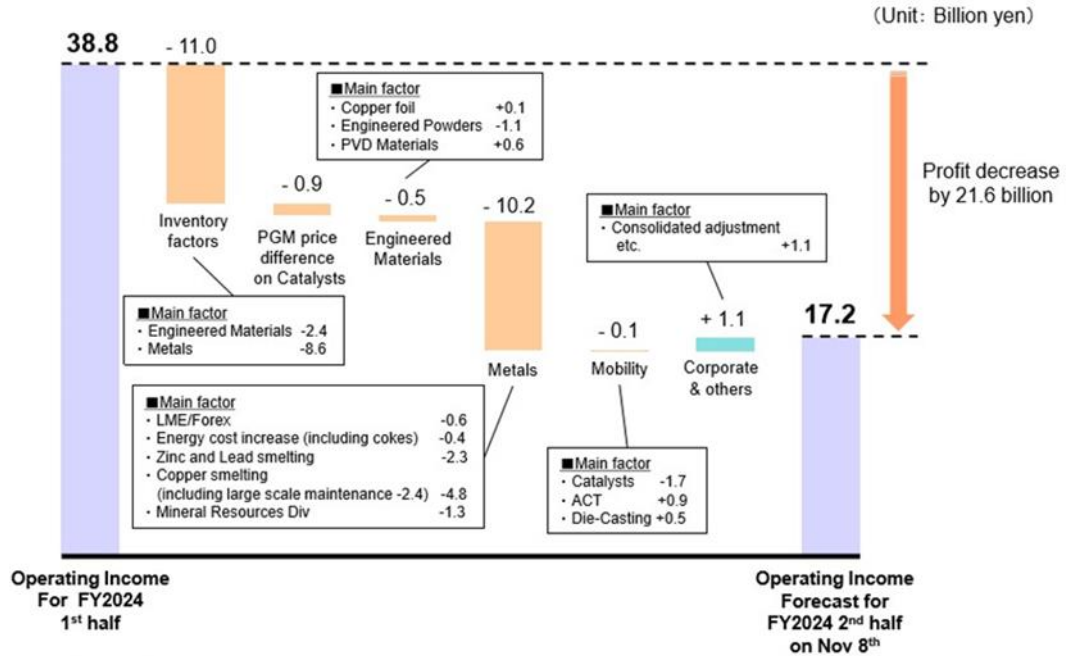 (Unit: Billion yen)
38.8
- 11.0
■Main factor
・Copper foil +0.1
・Engineered Powders -1.1
・PVD Materials +0.6
Profit decrease
by 21.6 billion
- 0.9
- 0.5
- 10.2
Inventory
factors
PGM price
difference
on Catalysts
Engineered
Materials
■Main factor
・Consolidated adjustment
etc. +1.1
■Main factor
・Engineered Materials -2.4
・Metals -8.6
- 0.1
+ 1.1
17.2
Metals
Mobility
Corporate
& others
■Main factor
・LME/Forex -0.6
・Energy cost increase (including cokes) -0.4
・Zinc and Lead smelting -2.3
・Copper smelting
(including large scale maintenance -2.4) -4.8
・Mineral Resources Div -1.3
■Main factor
・Catalysts -1.7
・ACT +0.9
・Die-Casting +0.5
Operating Income
For FY2024
1st half
Operating Income
Forecast for
FY2024 2nd half
on Nov 8th